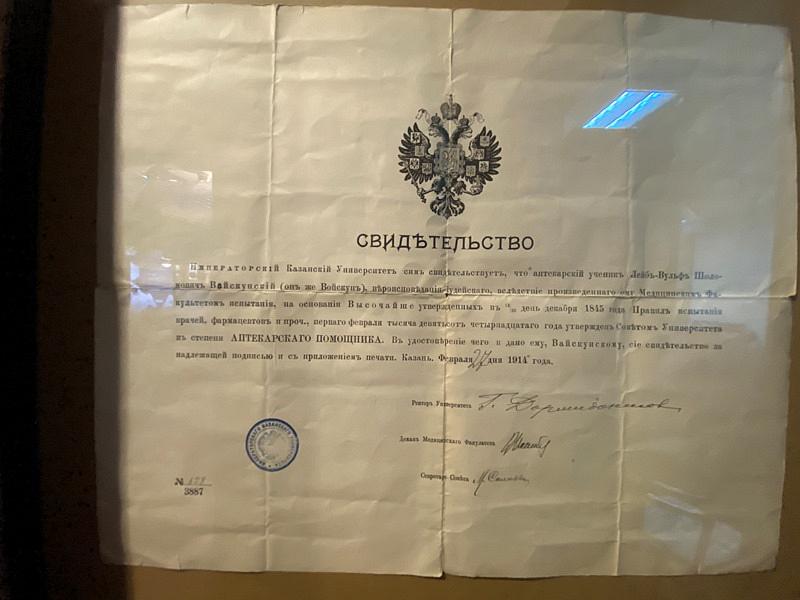 СВИДѢТЕЛЬСТВО
ИМПЕРАТОРСКІЙ Казанскій Университетъ симъ свидѣтельствуетъ, что аптекарскій ученикъ Лейбъ-Вульфъ Шоло-
мовичъ Вайскунскій (онъ же Войскунъ), вѣроисповѣданія іудейскаго, вслѣдствіе произведеннаго ему Медицинскимъ Фа-
культетомъ испытанія, на основаніи Высочайше утвержденныхъ въ день декабря 1845 года Правилъ испытанія
врачей, фармацевтовъ и проч., перваго февраля тысяча девятьсотъ четырнадцатаго года утвержденъ Совѣтомъ Университета
въ степени АПТЕКАРСКАГО ПОМОЩНИКА. Въ удостовѣреніе чего и дано ему, Вайскунскому, сіе свидѣтельство за
надлежащей подписью и съ приложеніемъ печати. Казань. Февраля 27 дня 1914 года.
Ректоръ Университета Г. Дормидонтовъ
Деканъ Медицинскаго Факультета
Секретарь Совѣта
№
3887